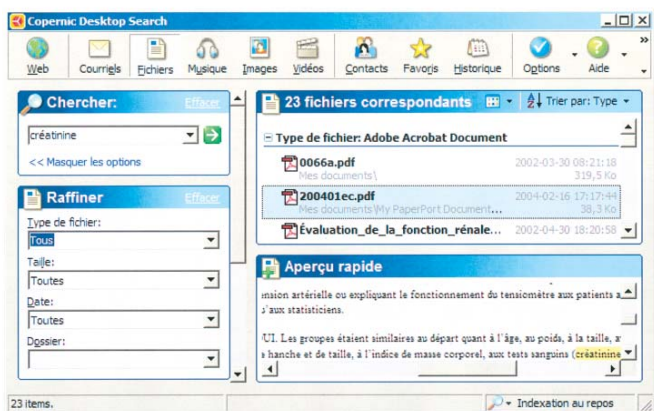 Copernic Desktop Search
Web Courriels Fichiers Musique Images Vidéos Contacts Favoris Historique Options Aide »
Chercher: Effacer
créatinine
<< Masquer les options
Raffiner Effacer
Type de fichier:
Tous
Taille:
Toutes
Date:
Toutes
Dossier:
23 fichiers correspondants Trier par: Type
Type de fichier: Adobe Acrobat Document
0066a.pdf 2002-03-30 08:21:18
Mes documents\ 319,5 Ko
200401ec.pdf 2004-02-16 17:17:44
Mes documents\My PaperPort Document... 38,3 Ko
Évaluation_de_la_fonction_rénale... 2002-04-30 18:20:58
Aperçu rapide
ension artérielle ou expliquant le fonctionnement du tensiomètre aux patients a
s'aux statisticiens.
'UI. Les groupes étaient similaires au départ quant à l'âge, au poids, à la taille,
hanche et de taille, à l'indice de masse corporel, aux tests sanguins (créatinine
23 items. Indexation au repos